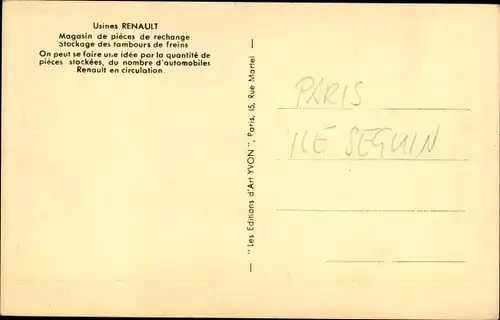 Usines RENAULT
Magasin de pièces de rechange
Stockage des tambours de freins
On peut se faire une idée par la quantité de
pièces stockées, du nombre d'automobiles
Renault en circulation.
— "Les Editions d'Art YVON", Paris, 15, Rue Martel —
PARIS
ILE SEGUIN